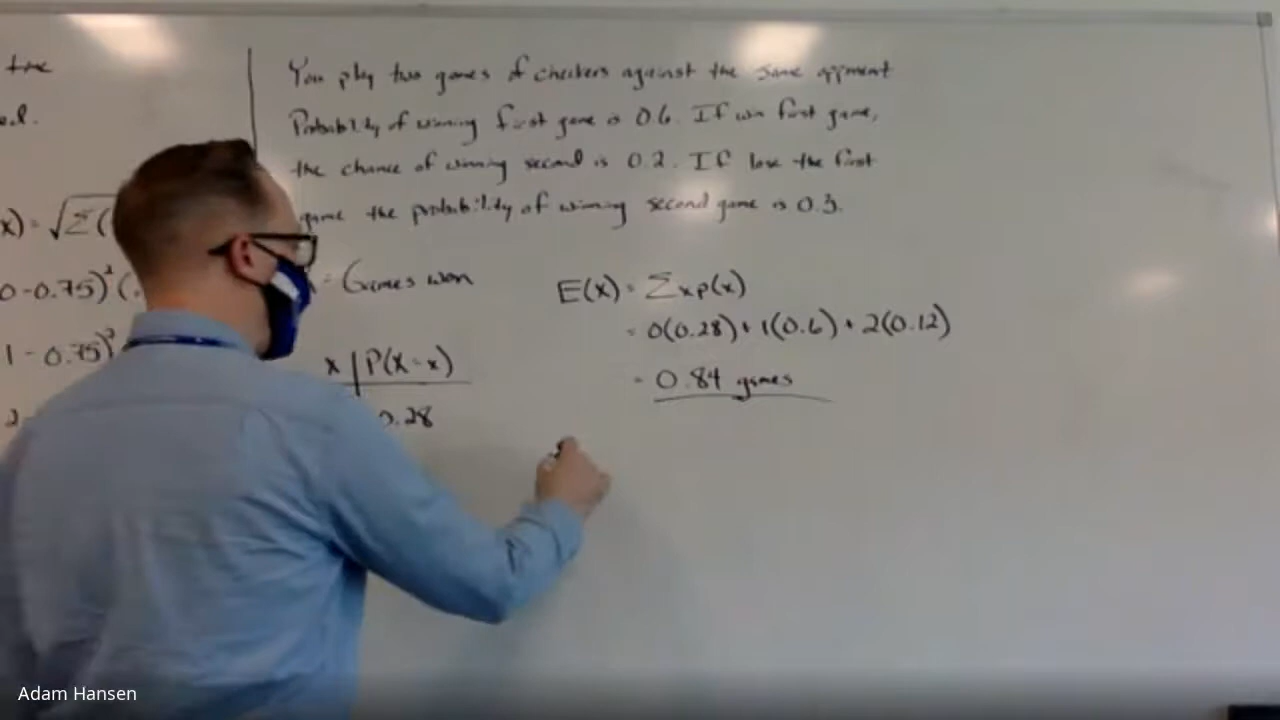 time
ed.
x) = √Σ(
0-0.75)²(.
1 - 0.75)²
2
You play two games of checkers against the same opponent
Probability of winning first game is 0.6. If win first game,
the chance of winning second is 0.2. If lose the first
game the probability of winning second game is 0.3.
= Games won
x | P(X=x)
0.28
E(X) = Σxp(x)
= 0(0.28) + 1(0.6) + 2(0.12)
= 0.84 games
Adam Hansen